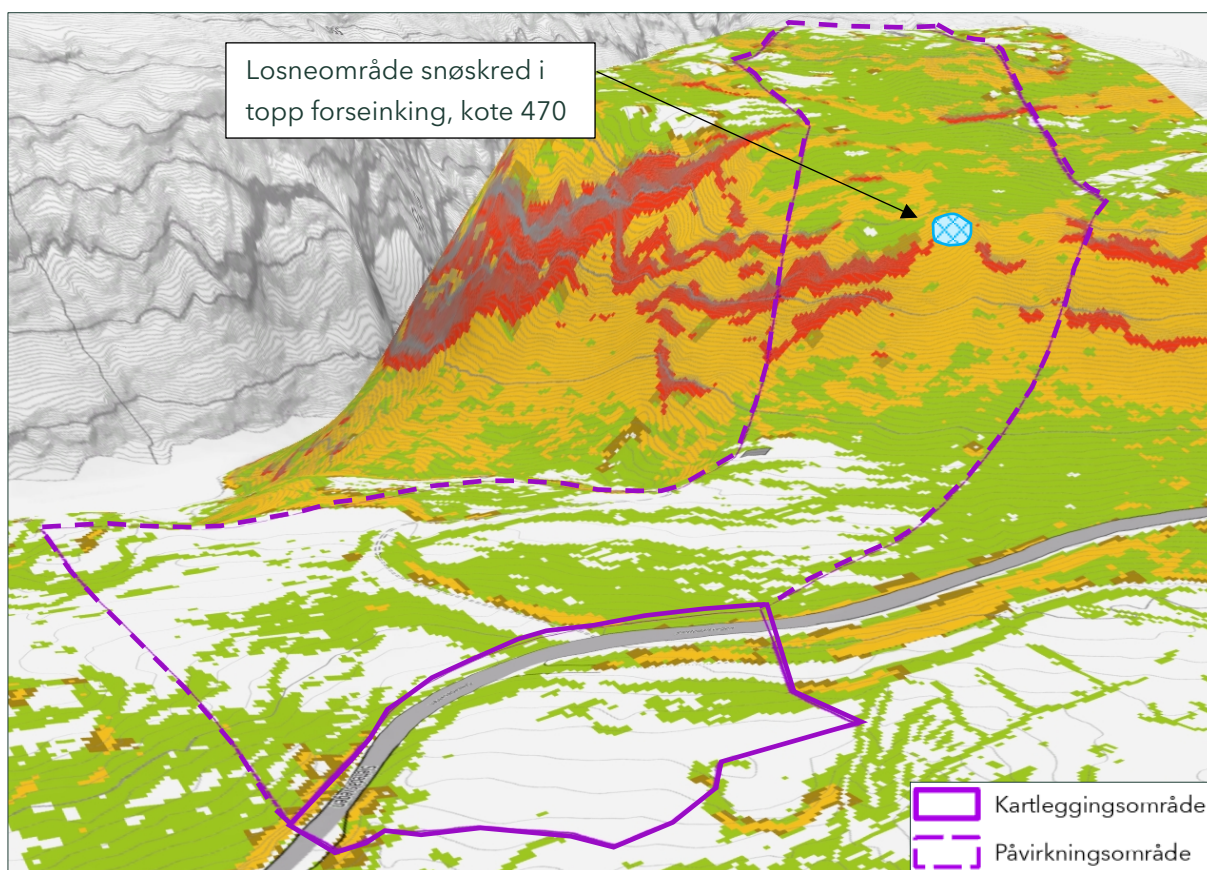 Losneområde snøskred i
topp forseinking, kote 470
Kartleggingsområde
Påvirkningsområde